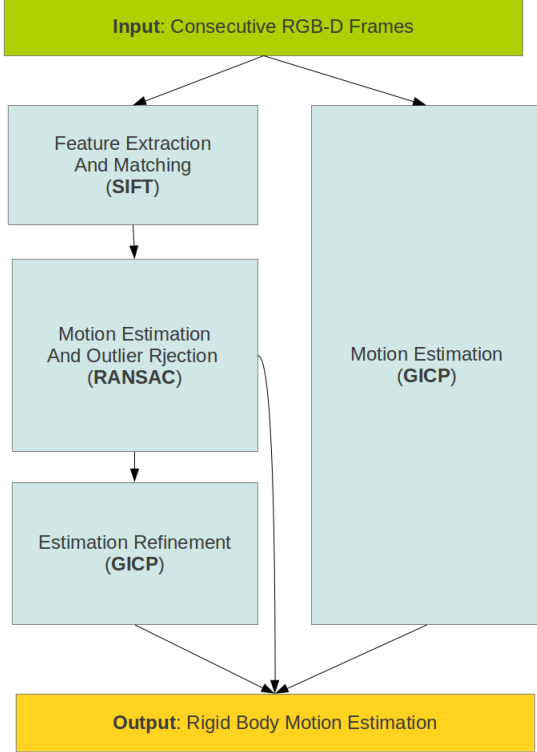 Input: Consecutive RGB-D Frames
Feature Extraction
And Matching
(SIFT)
Motion Estimation
And Outlier Rjection
(RANSAC)
Estimation Refinement
(GICP)
Motion Estimation
(GICP)
Output: Rigid Body Motion Estimation